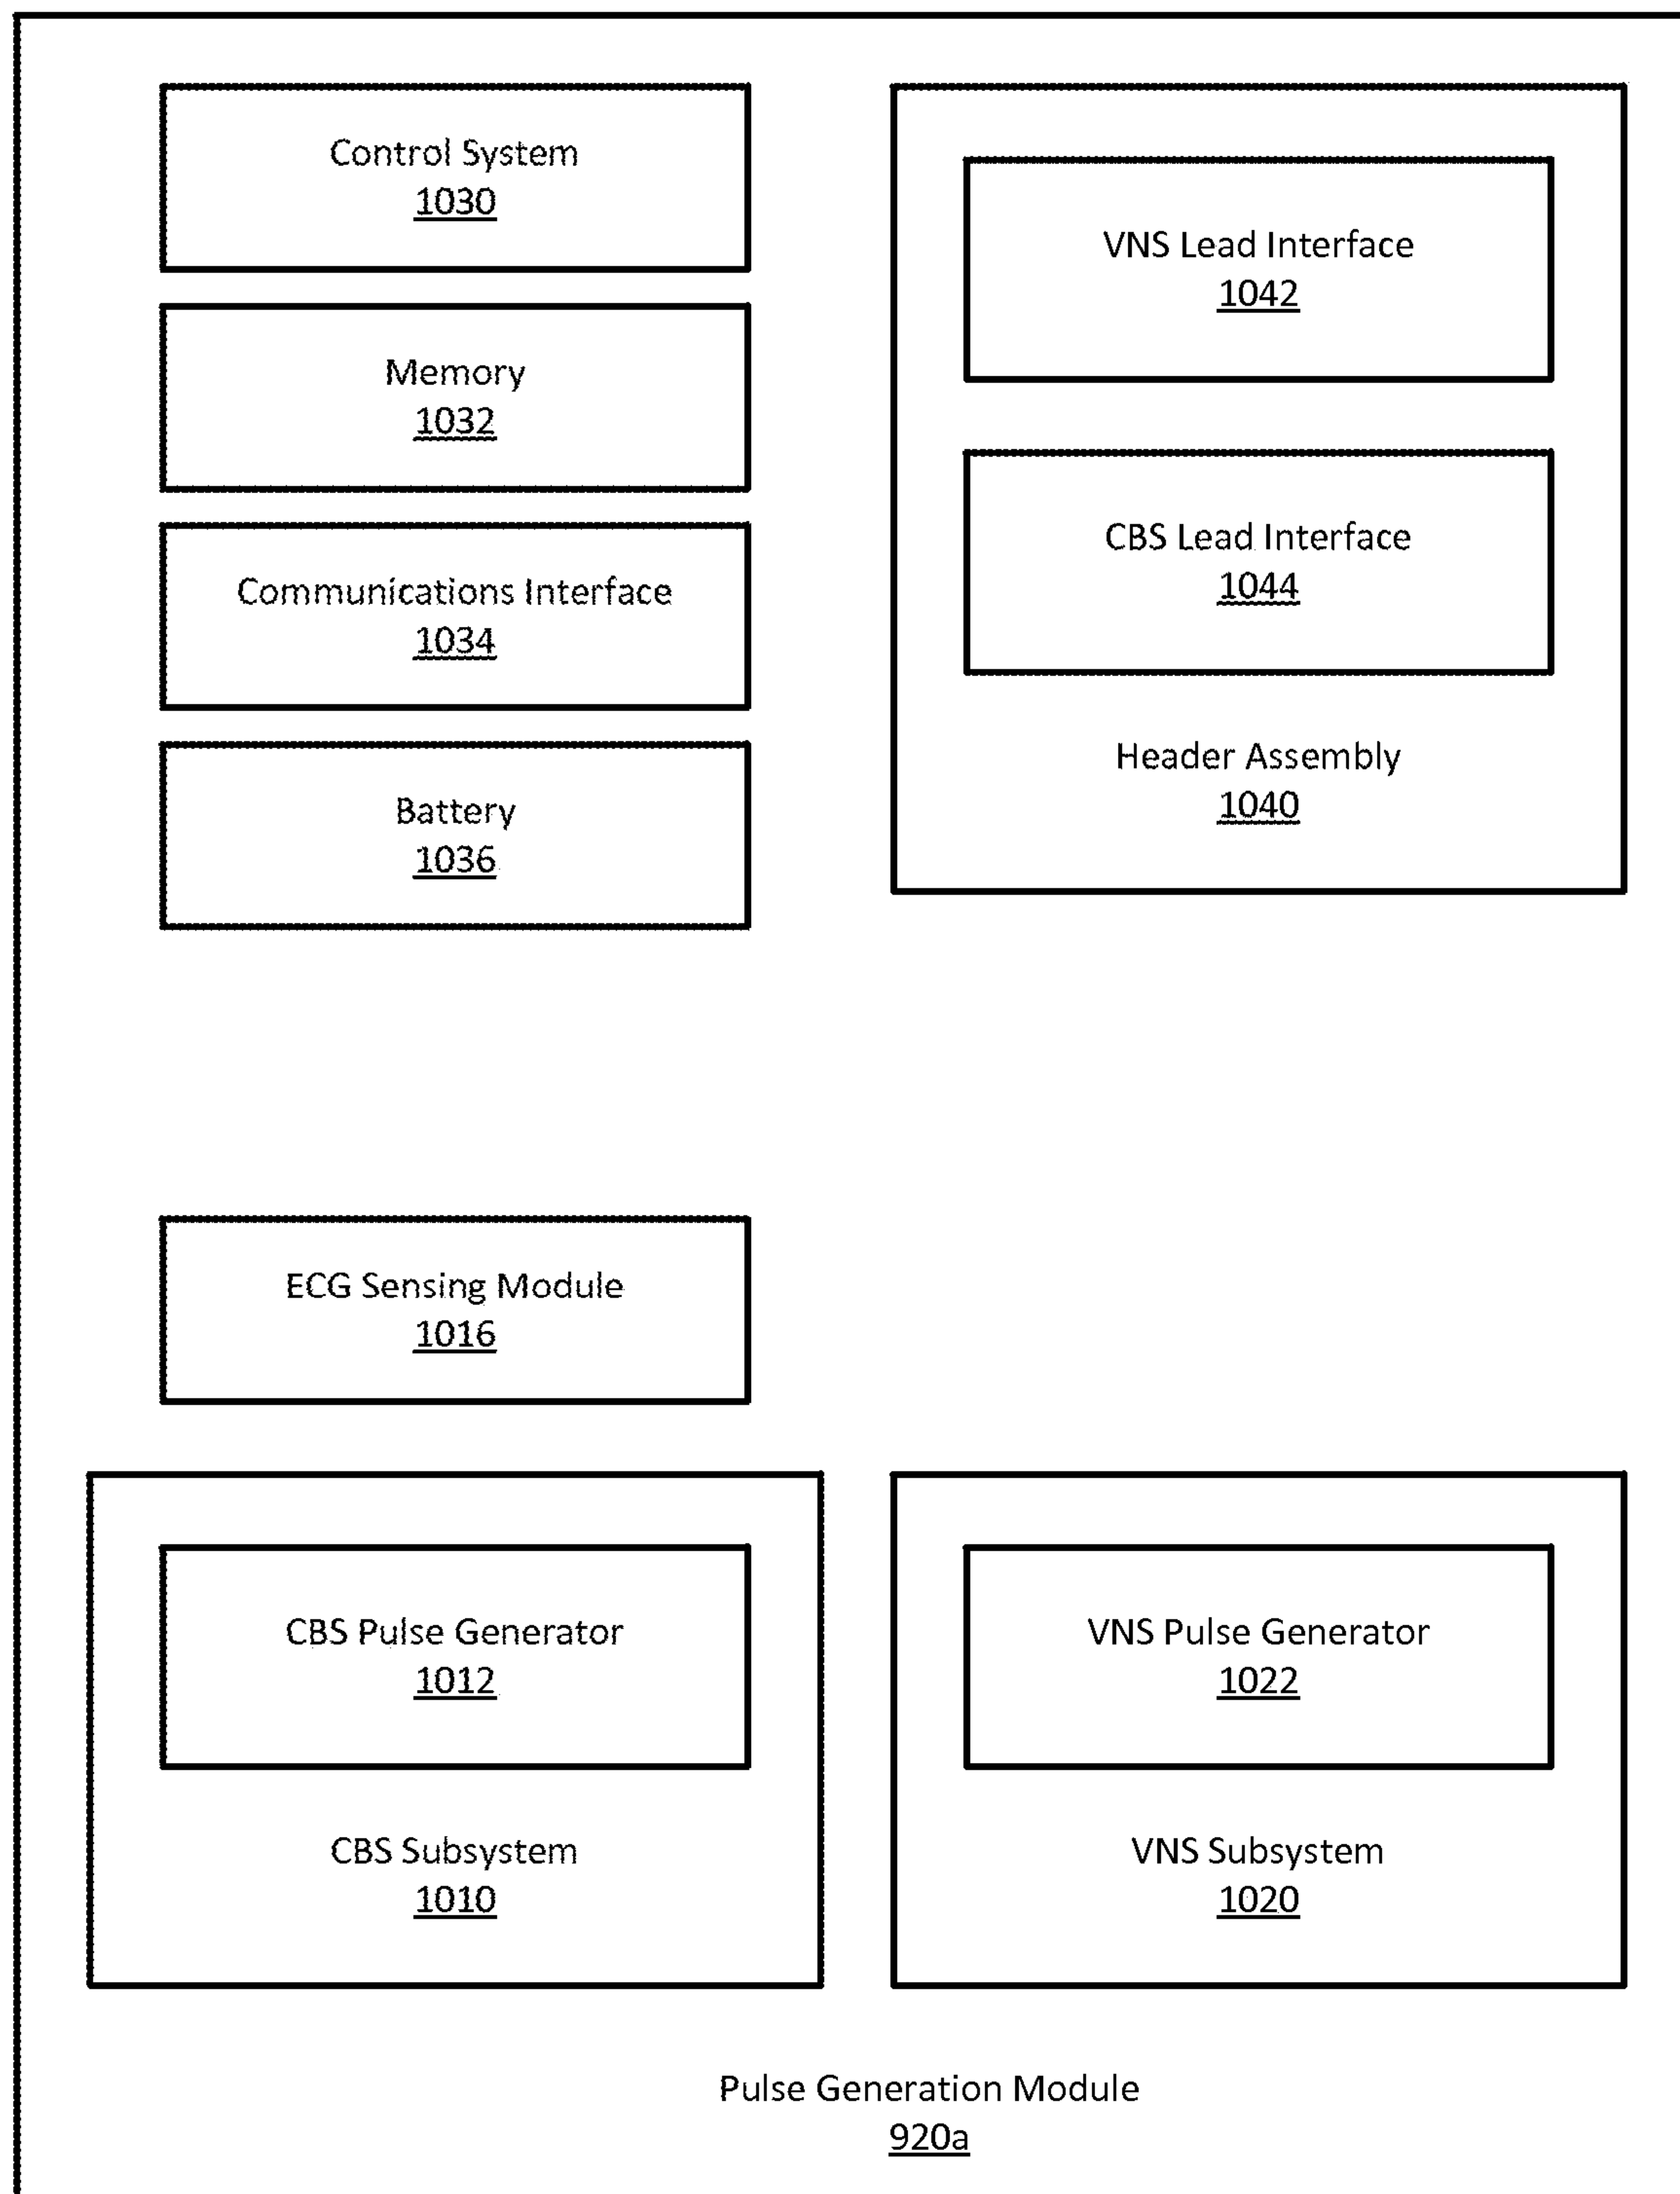 Control System
1030
Memory
1032
Communications Interface
1034
Battery
1036
VNS Lead Interface
1042
CBS Lead Interface
1044
Header Assembly
1040
ECG Sensing Module
1016
CBS Pulse Generator
1012
CBS Subsystem
1010
VNS Pulse Generator
1022
VNS Subsystem
1020
Pulse Generation Module
920a